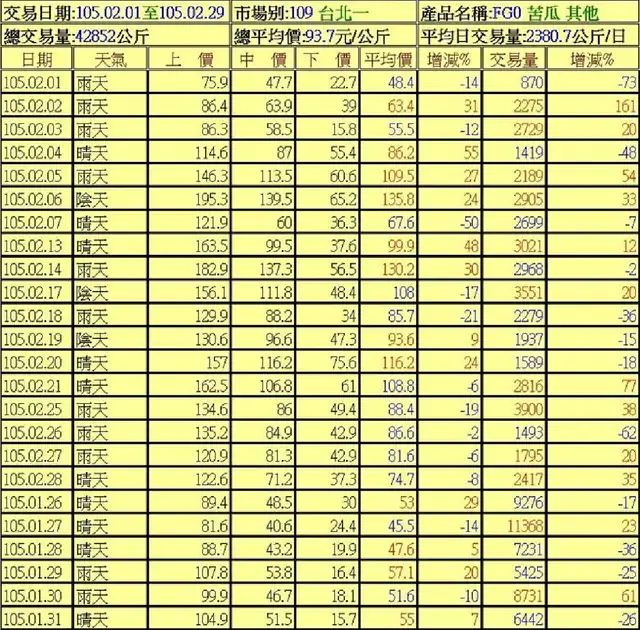 交易日期:105.02.01至105.02.29 市場別:109 台北一 產品名稱:FG0 苦瓜 其他
總交易量:42852公斤 總平均價:93.7元/公斤 平均日交易量:2380.7公斤/日
日期 天氣 上 價 中 價 下 價 平均價 增減% 交易量 增減%
105.02.01 雨天 75.9 47.7 22.7 48.4 -14 870 -73
105.02.02 雨天 86.4 63.9 39 63.4 31 2275 161
105.02.03 雨天 86.3 58.5 15.8 55.5 -12 2729 20
105.02.04 晴天 114.6 87 55.4 86.2 55 1419 -48
105.02.05 雨天 146.3 113.5 60.6 109.5 27 2189 54
105.02.06 陰天 195.3 139.5 65.2 135.8 24 2905 33
105.02.07 晴天 121.9 60 36.3 67.6 -50 2699 -7
105.02.13 晴天 163.5 99.5 37.6 99.9 48 3021 12
105.02.14 雨天 182.9 137.3 56.5 130.2 30 2968 -2
105.02.17 陰天 156.1 111.8 48.4 108 -17 3551 20
105.02.18 雨天 129.9 88.2 34 85.7 -21 2279 -36
105.02.19 陰天 130.6 96.6 47.3 93.6 9 1937 -15
105.02.20 晴天 157 116.2 75.6 116.2 24 1589 -18
105.02.21 晴天 162.5 106.8 61 108.8 -6 2816 77
105.02.25 雨天 134.6 86 49.4 88.4 -19 3900 38
105.02.26 雨天 135.2 84.9 42.9 86.6 -2 1493 -62
105.02.27 雨天 120.9 81.3 42.9 81.6 -6 1795 20
105.02.28 晴天 122.6 71.2 37.3 74.7 -8 2417 35
105.01.26 晴天 89.4 48.5 30 53 29 9276 -17
105.01.27 晴天 81.6 40.6 24.4 45.5 -14 11368 23
105.01.28 晴天 88.7 43.2 19.9 47.6 5 7231 -36
105.01.29 雨天 107.8 53.8 16.4 57.1 20 5425 -25
105.01.30 雨天 99.9 46.7 18.1 51.6 -10 8731 61
105.01.31 晴天 104.9 51.5 15.7 55 7 6442 -26